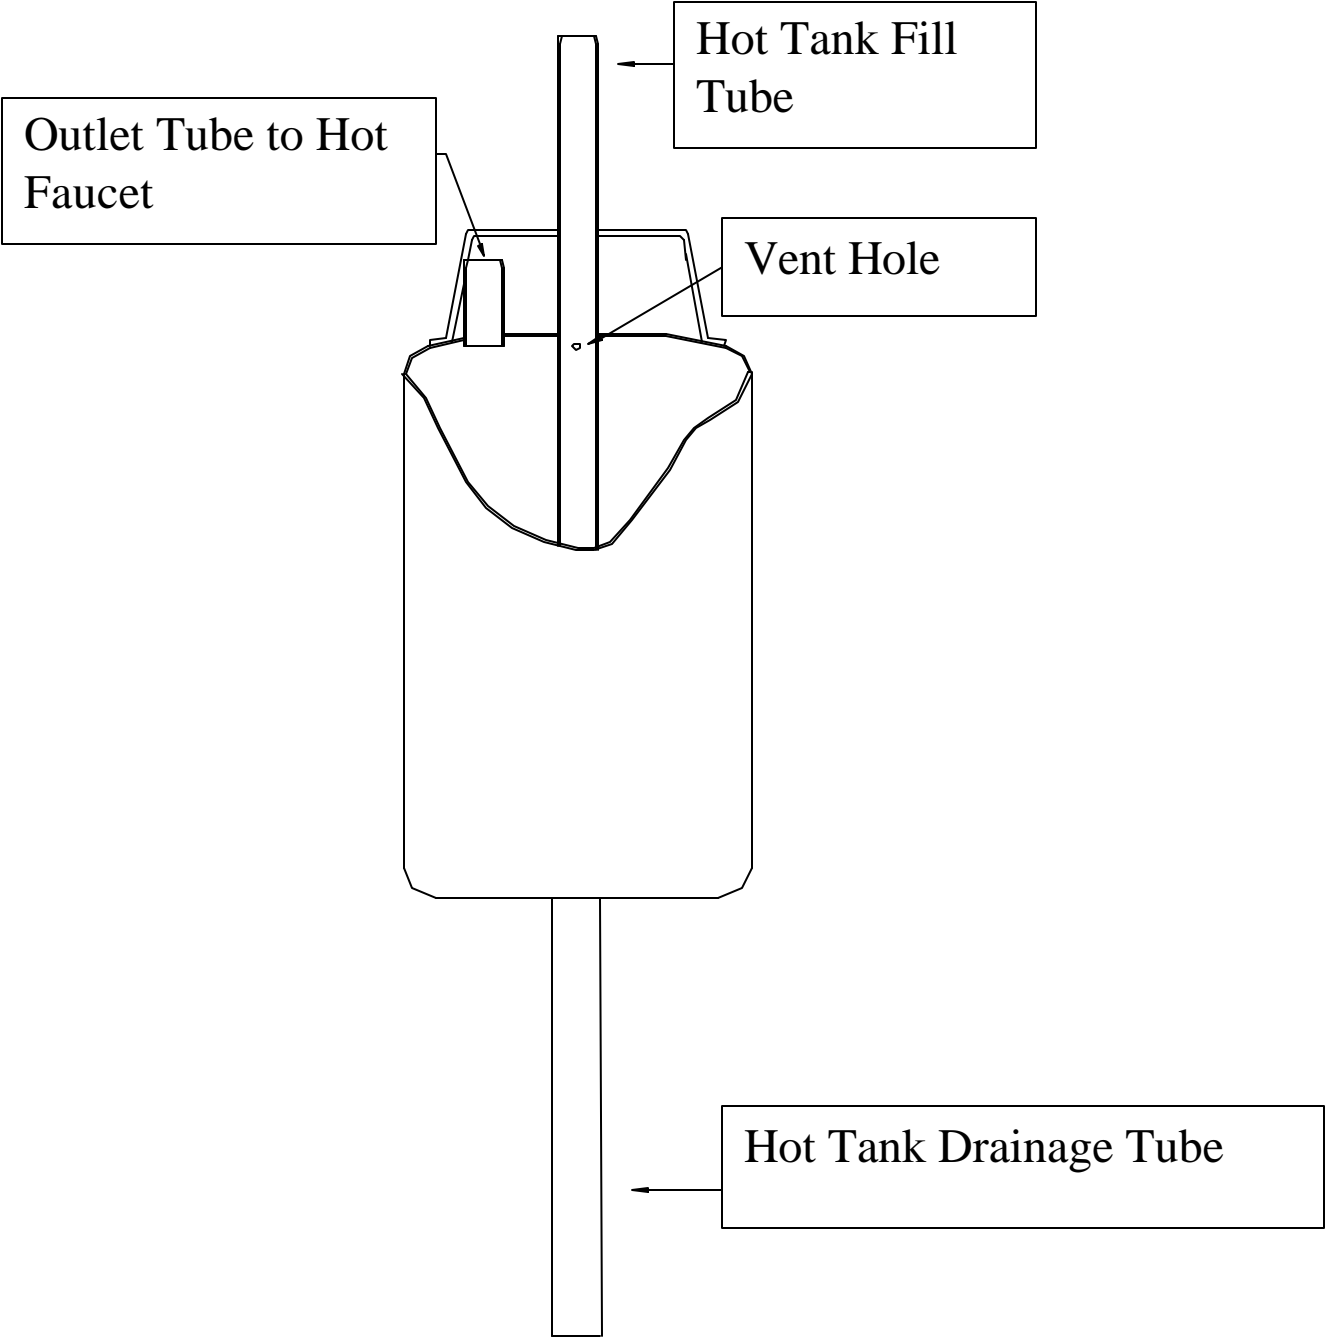 Hot Tank Fill
Tube
Outlet Tube to Hot
Faucet
Vent Hole
Hot Tank Drainage Tube